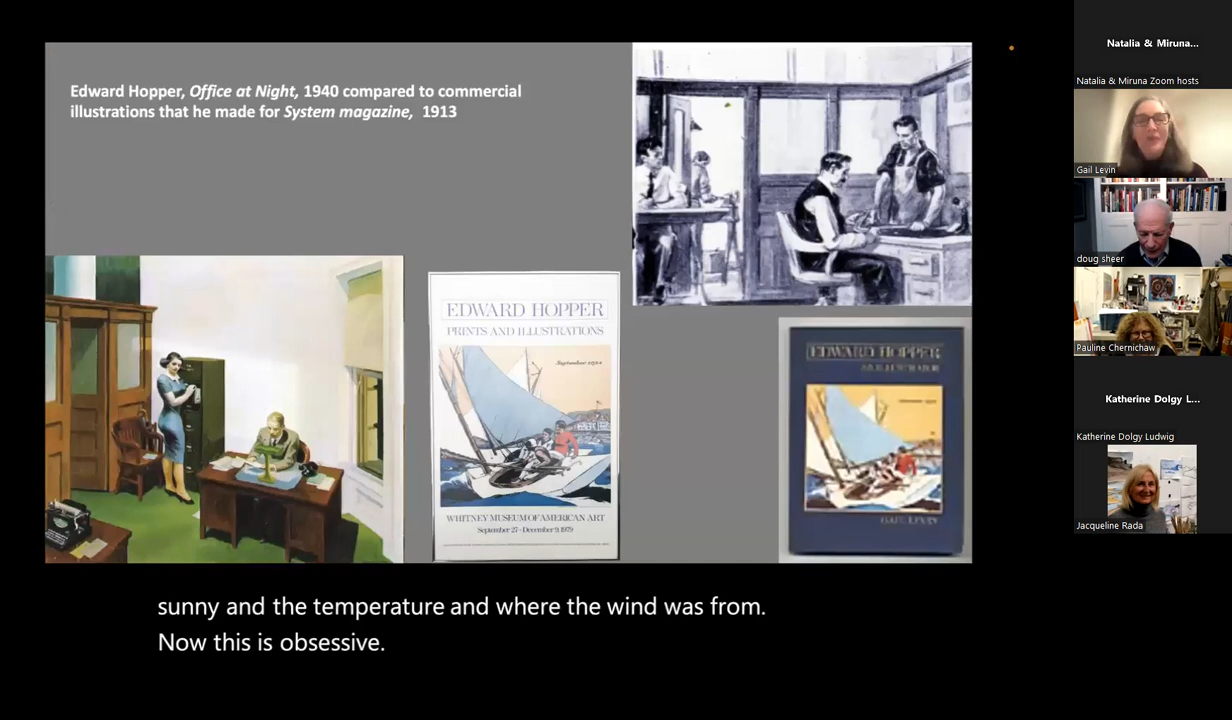 Edward Hopper, Office at Night, 1940 compared to commercial
illustrations that he made for System magazine, 1913
EDWARD HOPPER
PRINTS AND ILLUSTRATIONS
WHITNEY MUSEUM OF AMERICAN ART
September 27 - December 9, 1979
EDWARD HOPPER
AS ILLUSTRATOR
GAIL LEVIN
sunny and the temperature and where the wind was from.
Now this is obsessive.
Natalia & Miruna...
Natalia & Miruna Zoom hosts
Gail Levin
doug sheer
Pauline Chernichaw
Katherine Dolgy L...
Katherine Dolgy Ludwig
Jacqueline Rada